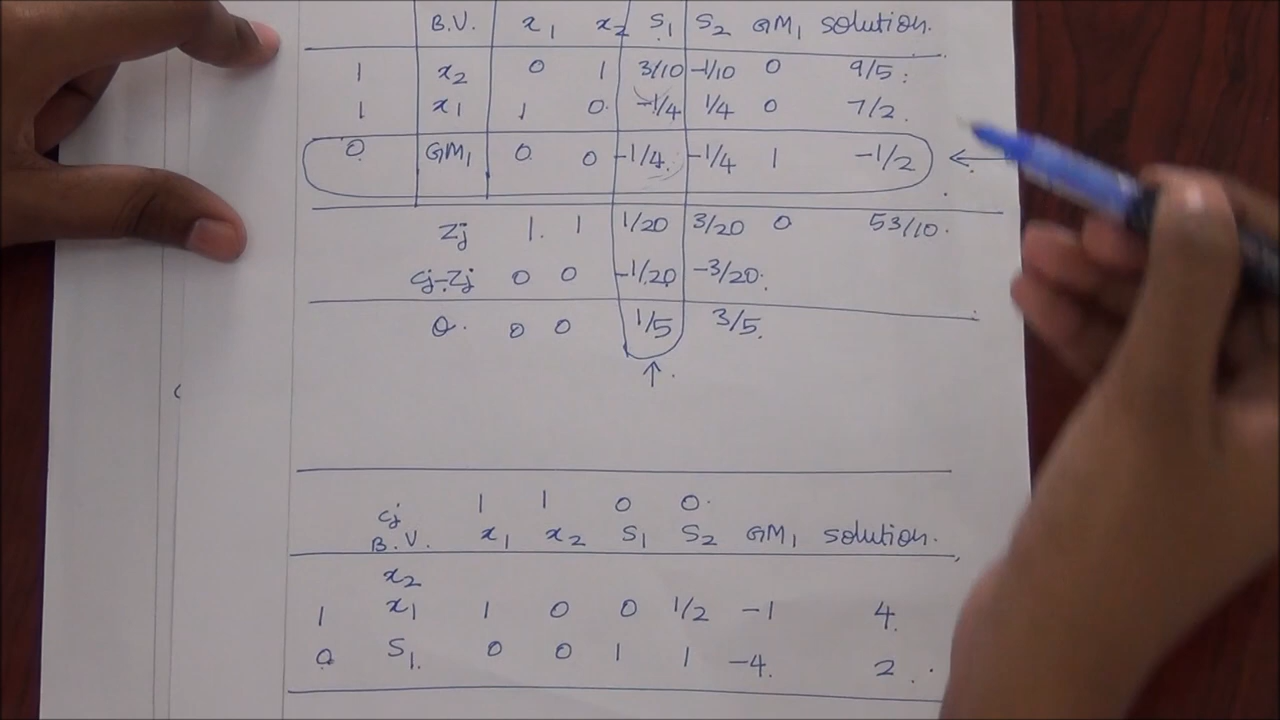 B.V. x1 x2 S1 S2 GM1 solution.
1 x2 0 1 3/10 -1/10 0 9/5
1 x1 1 0 -1/4 1/4 0 7/2
0 GM1 0 0 -1/4 -1/4 1 -1/2 ←
Zj 1 1 1/20 3/20 0 53/10
Cj-Zj 0 0 -1/20 -3/20
θ 0 0 1/5 3/5
↑
Cj 1 1 0 0
B.V. x1 x2 S1 S2 GM1 solution.
x2
1 x1 1 0 0 1/2 -1 4
0 S1 0 0 1 1 -4 2